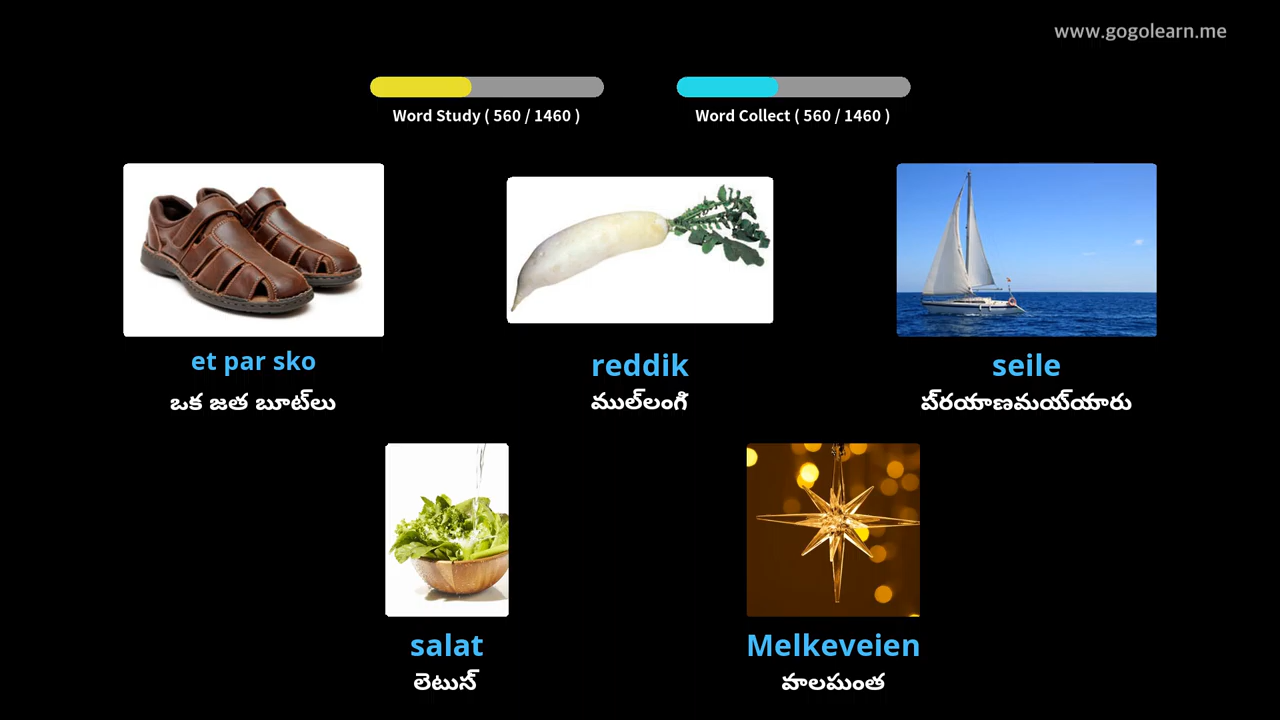 www.gogolearn.me
Word Study ( 560 / 1460 )
Word Collect ( 560 / 1460 )
et par sko
ఒక జత బూట్‌లు
reddik
ముల్‌లంగి
seile
ప్‌రయాణమయ్‌యారు
salat
లెటుస్
Melkeveien
వాలపుంత